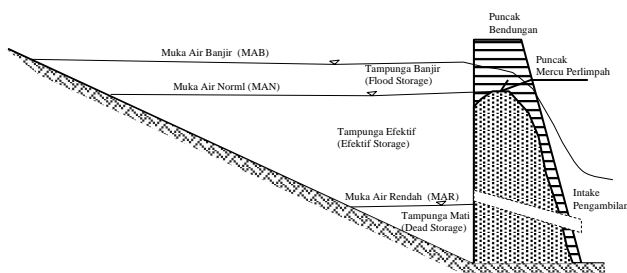 Puncak
Bendungan
Muka Air Banjir (MAB)
Tampunga Banjir
(Flood Storage)
Puncak
Mercu Perlimpah
Muka Air Norml (MAN)
Tampunga Efektif
(Efektif Storage)
Muka Air Rendah (MAR)
Tampunga Mati
(Dead Storage)
Intake
Pengambilan